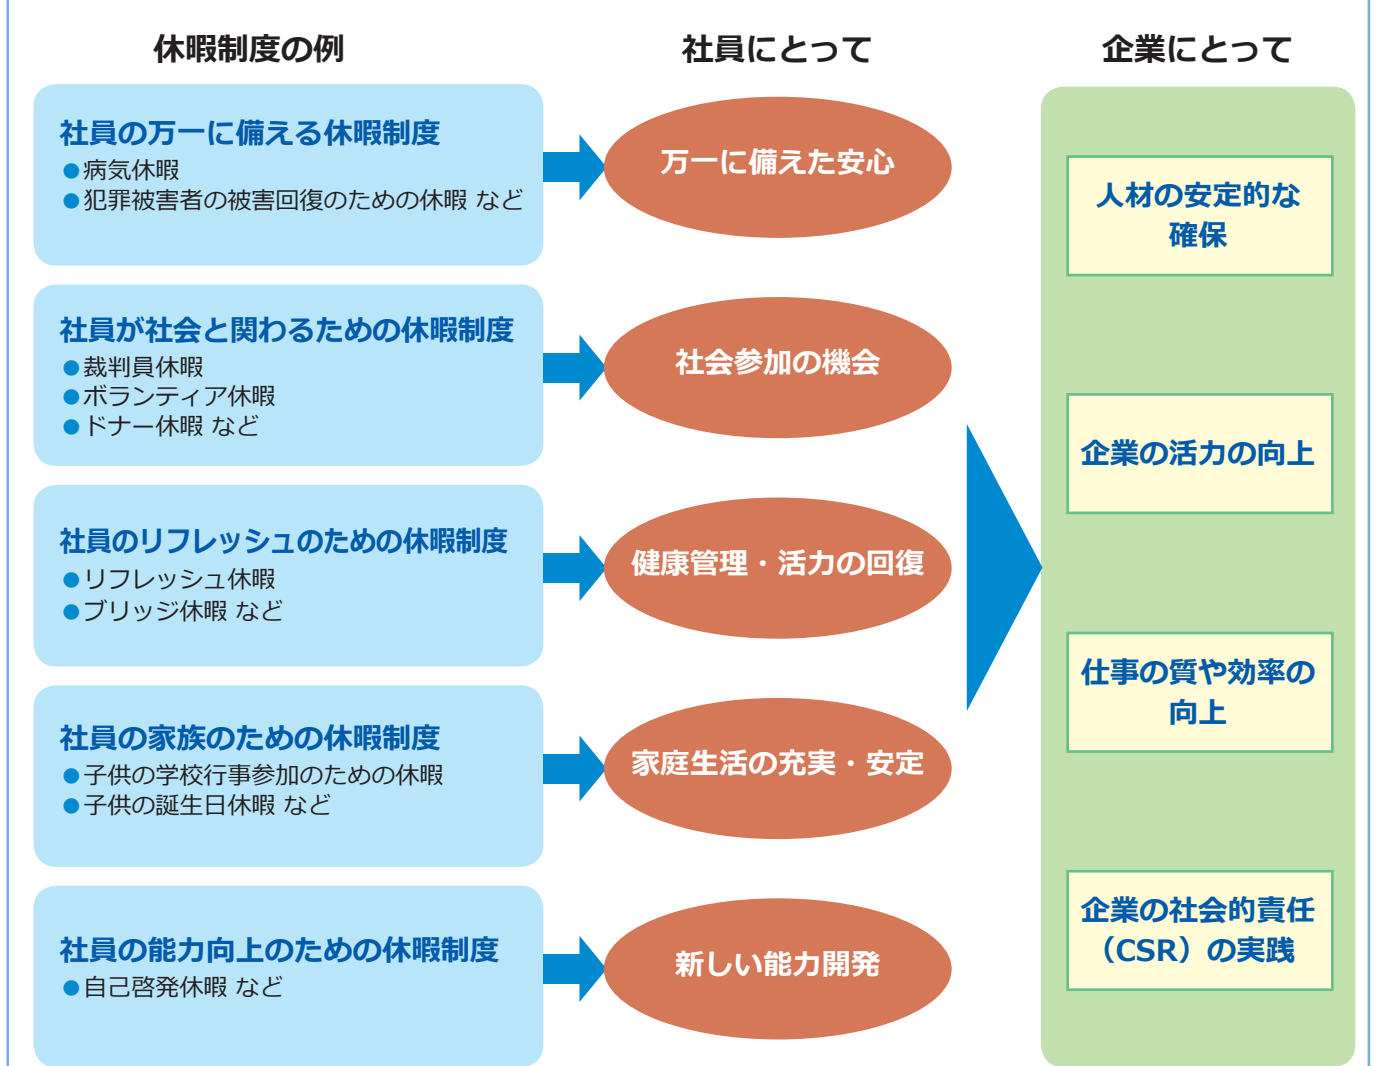 休暇制度の例
社員にとって
企業にとって
社員の万一に備える休暇制度
●病気休暇
●犯罪被害者の被害回復のための休暇 など
万一に備えた安心
社員が社会と関わるための休暇制度
●裁判員休暇
●ボランティア休暇
●ドナー休暇 など
社会参加の機会
社員のリフレッシュのための休暇制度
●リフレッシュ休暇
●ブリッジ休暇 など
健康管理・活力の回復
社員の家族のための休暇制度
●子供の学校行事参加のための休暇
●子供の誕生日休暇 など
家庭生活の充実・安定
社員の能力向上のための休暇制度
●自己啓発休暇 など
新しい能力開発
人材の安定的な
確保
企業の活力の向上
仕事の質や効率の
向上
企業の社会的責任
（CSR）の実践